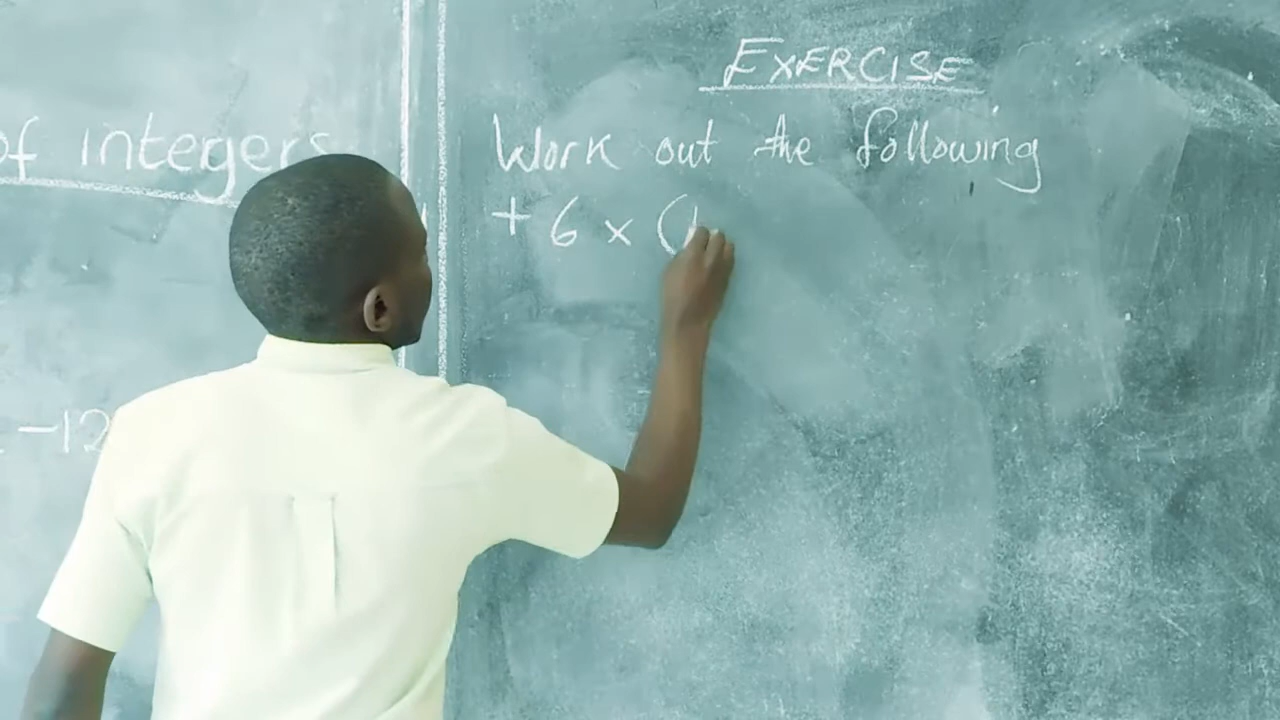 of integers
-12
EXERCISE
Work out the following
+ 6 x (